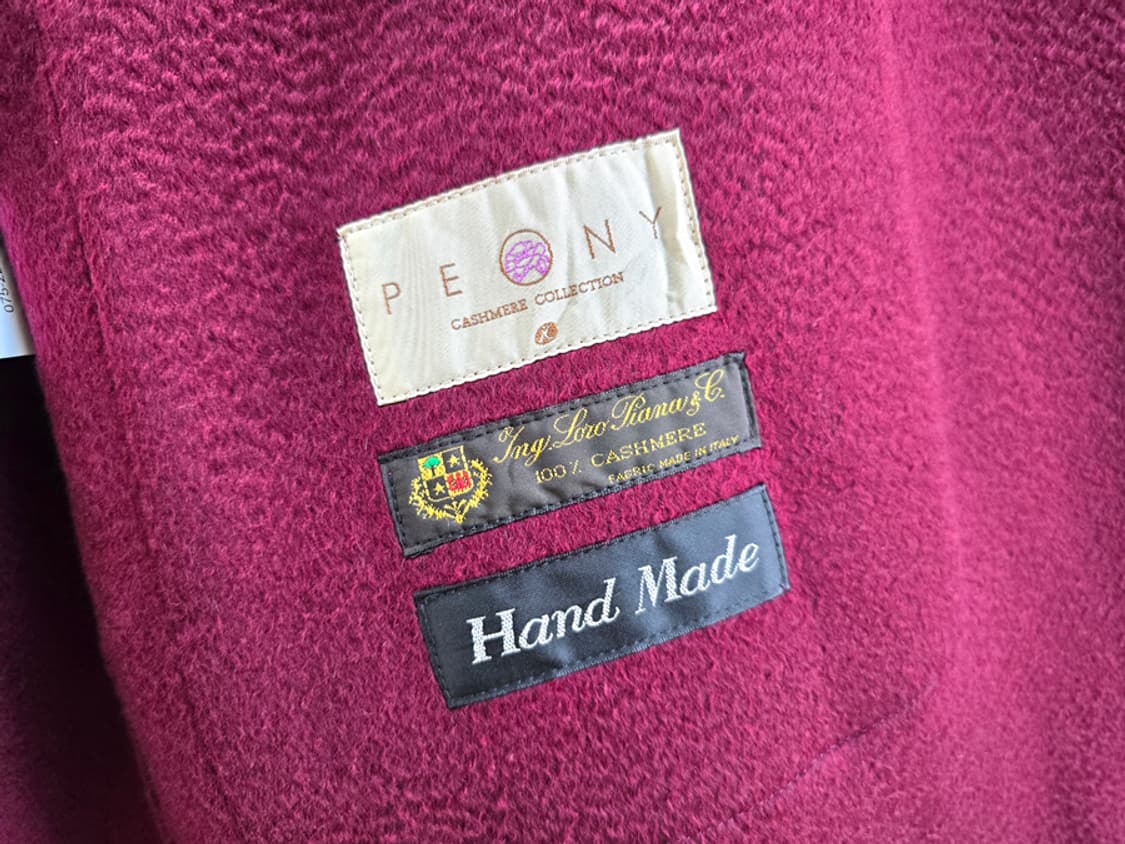 PEONY
CASHMERE COLLECTION
Ing. Loro Piana & C.
100% CASHMERE
FABRIC MADE IN ITALY
Hand Made